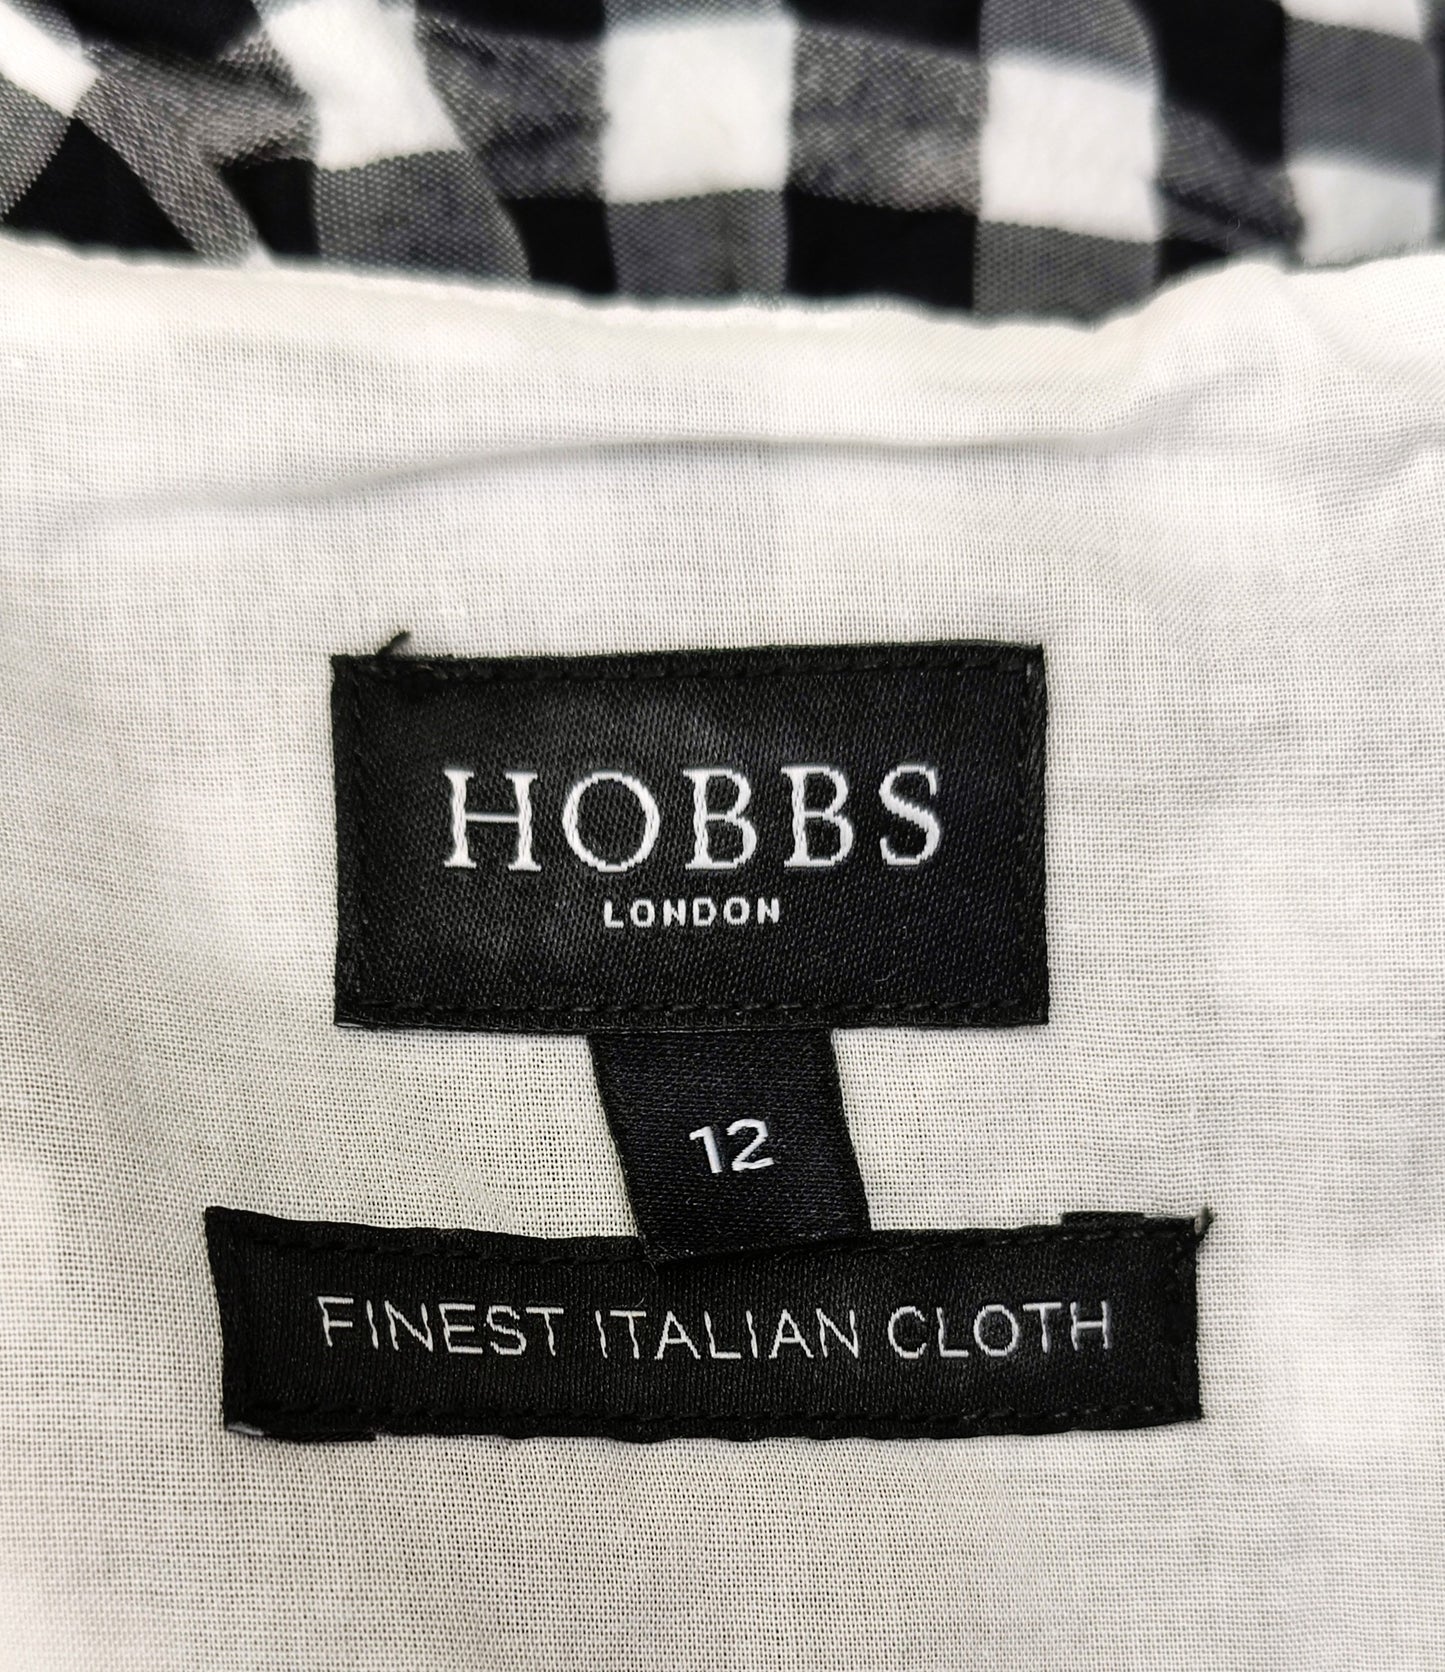 HOBBS
LONDON
12
FINEST ITALIAN CLOTH